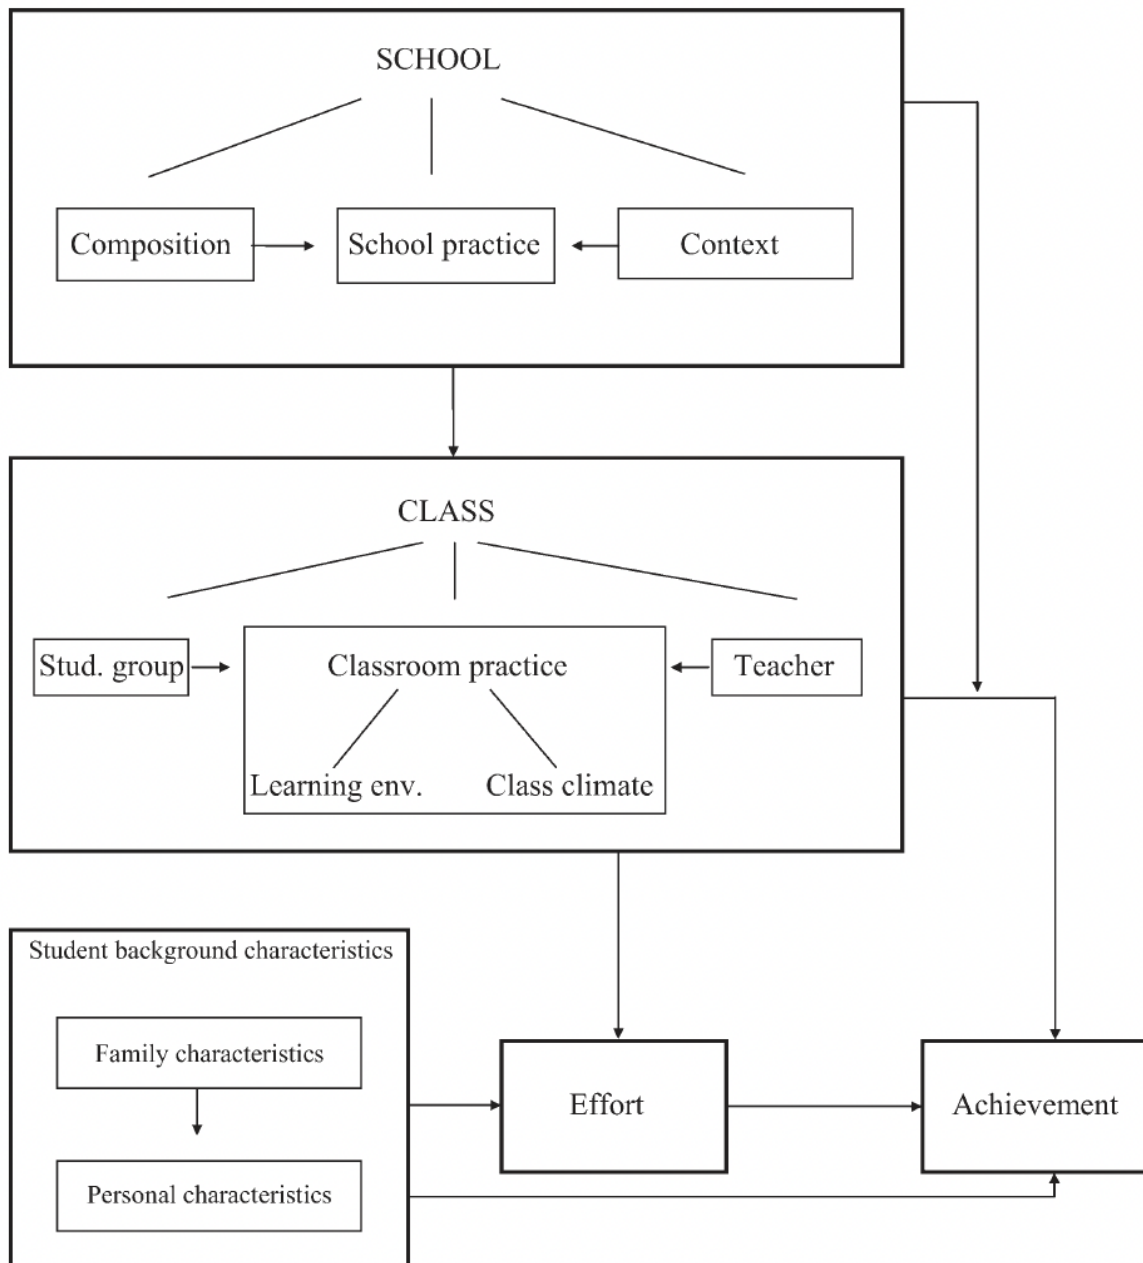 SCHOOL
Composition
School practice
Context
CLASS
Stud. group
Classroom practice
Teacher
Learning env.
Class climate
Student background characteristics
Family characteristics
Effort
Achievement
Personal characteristics